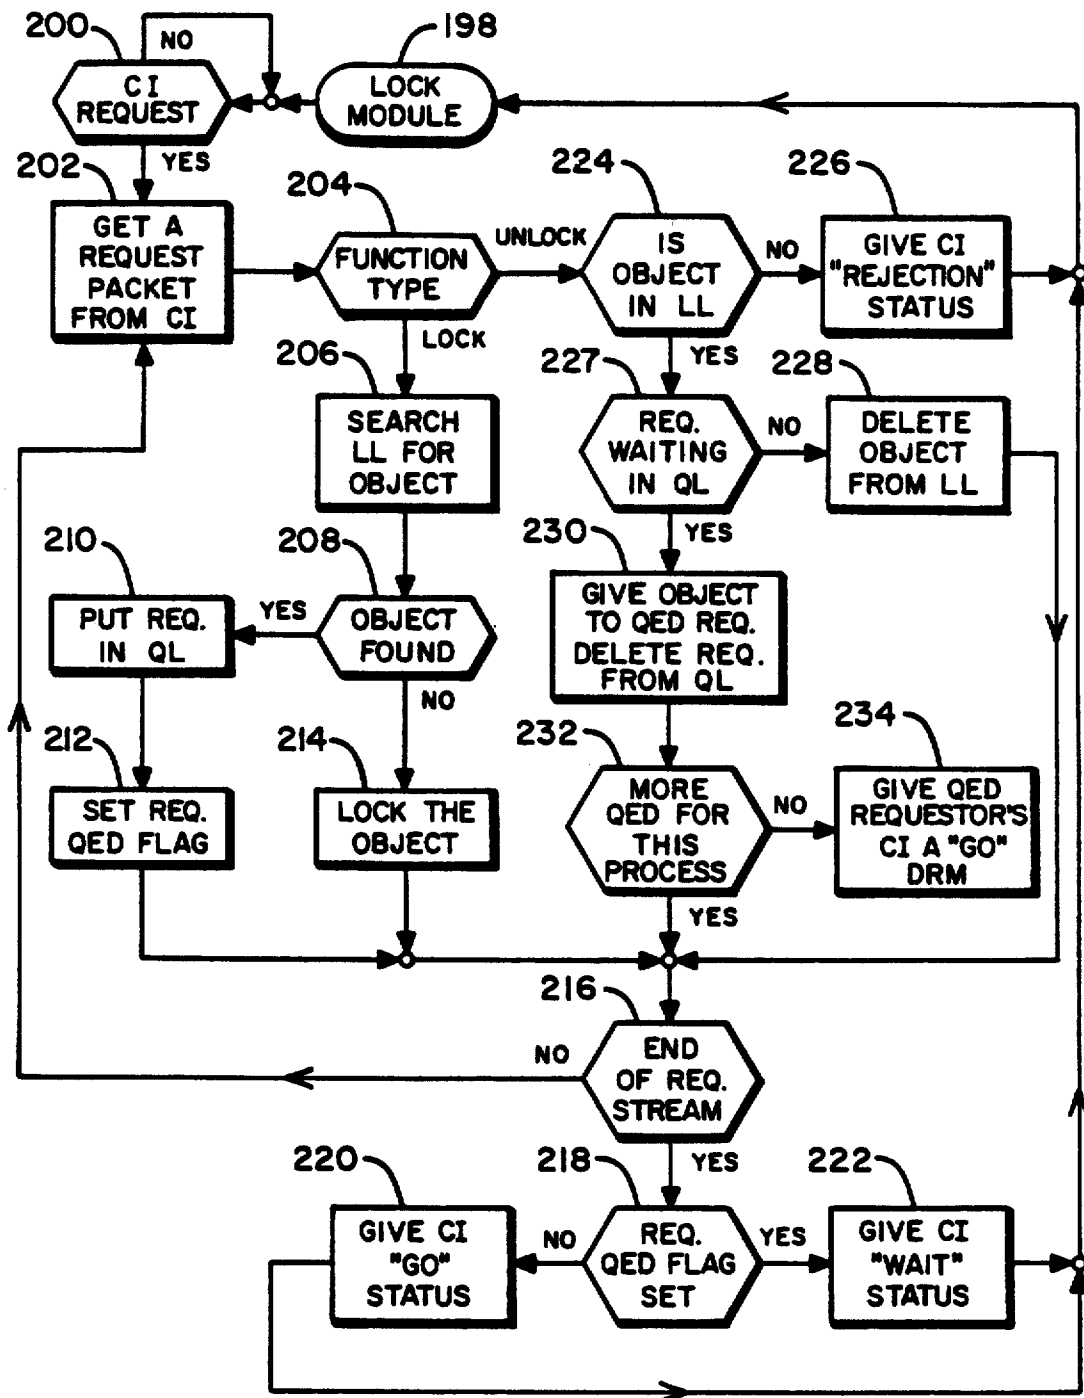 200
198
NO
CI
REQUEST
LOCK
MODULE
YES
202
204
224
226
GET A
REQUEST
PACKET
FROM CI
FUNCTION
TYPE
UNLOCK
IS
OBJECT
IN LL
NO
GIVE CI
"REJECTION"
STATUS
LOCK
YES
206
227
228
SEARCH
LL FOR
OBJECT
REQ.
WAITING
IN QL
NO
DELETE
OBJECT
FROM LL
YES
210
208
230
PUT REQ.
IN QL
YES
OBJECT
FOUND
GIVE OBJECT
TO QED REQ.
DELETE REQ.
FROM QL
NO
212
214
232
234
SET REQ.
QED FLAG
LOCK THE
OBJECT
MORE
QED FOR
THIS
PROCESS
NO
GIVE QED
REQUESTOR'S
CI A "GO"
DRM
YES
216
NO
END
OF REQ.
STREAM
YES
220
218
222
GIVE CI
"GO"
STATUS
NO
REQ.
QED FLAG
SET
YES
GIVE CI
"WAIT"
STATUS